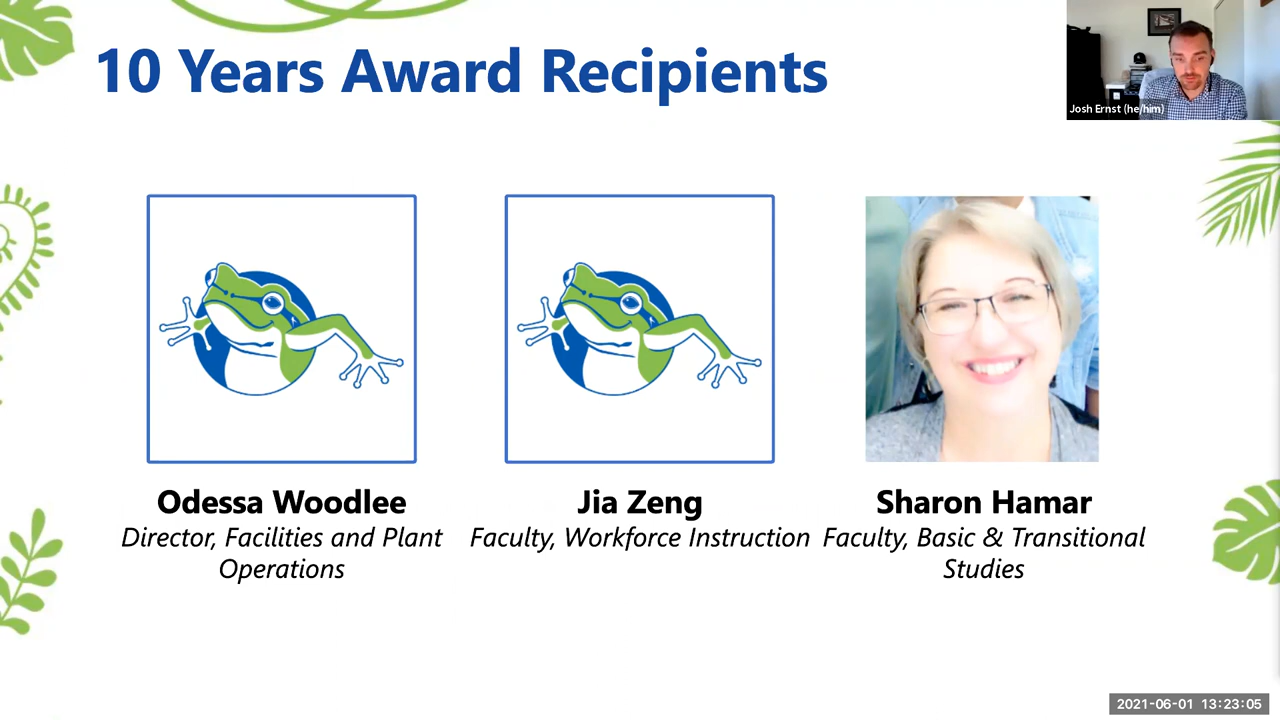 10 Years Award Recipients
Josh Ernst (he/him)
Odessa Woodlee
Director, Facilities and Plant
Operations
Jia Zeng
Faculty, Workforce Instruction
Sharon Hamar
Faculty, Basic & Transitional
Studies
2021-06-01 13:23:05